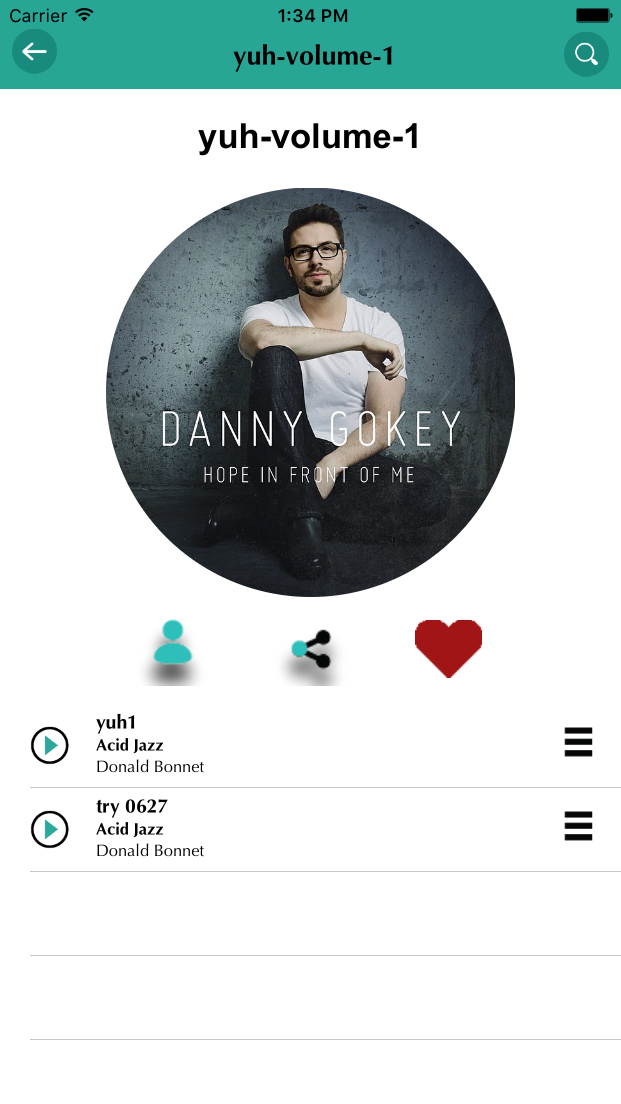 Carrier 1:34 PM
yuh-volume-1
yuh-volume-1
DANNY GOKEY
HOPE IN FRONT OF ME
yuh1
Acid Jazz
Donald Bonnet
try 0627
Acid Jazz
Donald Bonnet